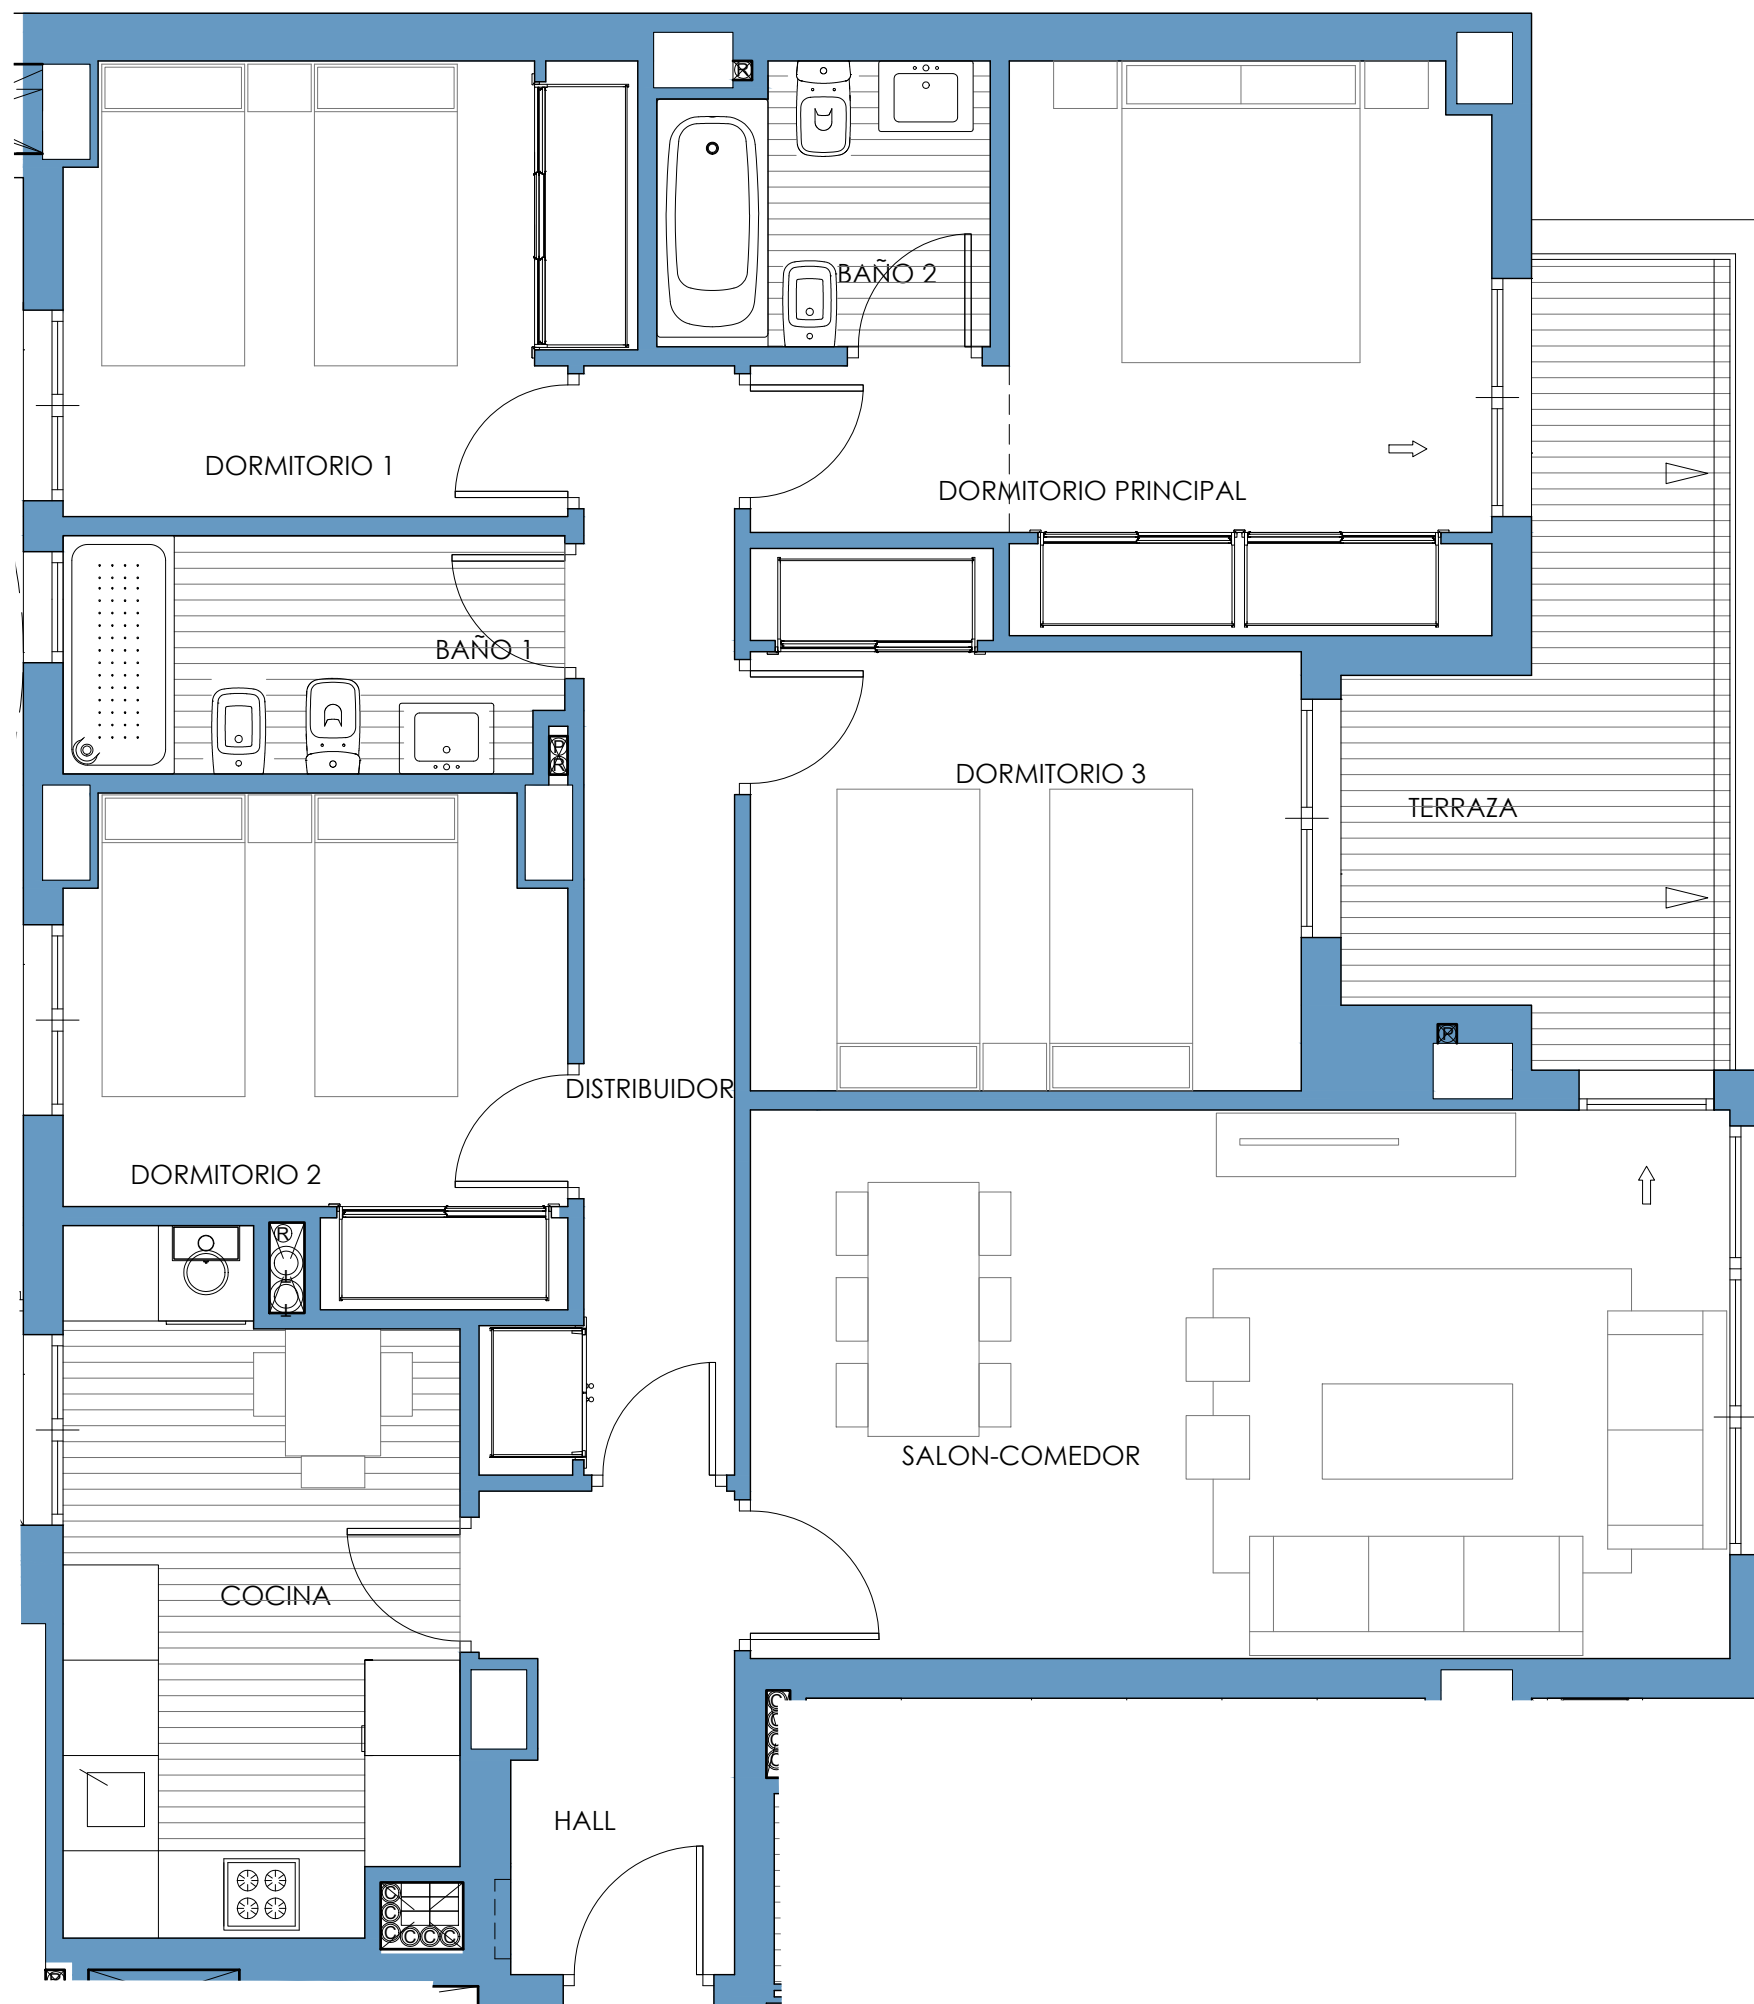 R
BAÑO 2
DORMITORIO 1
DORMITORIO PRINCIPAL
BAÑO 1
P
R
DORMITORIO 3
TERRAZA
P
DISTRIBUIDOR
DORMITORIO 2
R
SALON-COMEDOR
COCINA
C
C
C
C
HALL
C
C
C
C
C
C